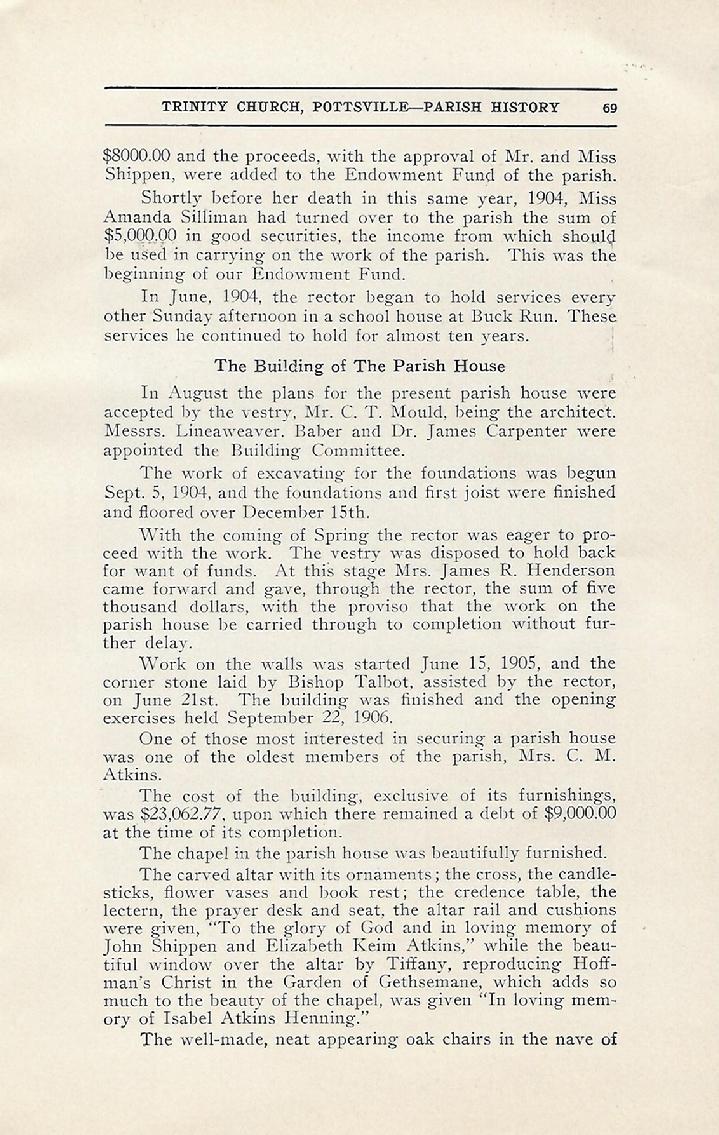 TRINITY CHURCH, POTTSVILLE—PARISH HISTORY 69
$8000.00 and the proceeds, with the approval of Mr. and Miss
Shippen, were added to the Endowment Fund of the parish.
Shortly before her death in this same year, 1904, Miss
Amanda Silliman had turned over to the parish the sum of
$5,000.00 in good securities, the income from which should
be used in carrying on the work of the parish. This was the
beginning of our Endowment Fund.
In June, 1904, the rector began to hold services every
other Sunday afternoon in a school house at Buck Run. These
services he continued to hold for almost ten years.
The Building of The Parish House
In August the plans for the present parish house were
accepted by the vestry, Mr. C. T. Mould, being the architect.
Messrs. Lineaweaver. Baber and Dr. James Carpenter were
appointed the Building Committee.
The work of excavating for the foundations was begun
Sept. 5, 1904, and the foundations and first joist were finished
and floored over December 15th.
With the coming of Spring the rector was eager to pro-
ceed with the work. The vestry was disposed to hold back
for want of funds. At this stage Mrs. James R. Henderson
came forward and gave, through the rector, the sum of five
thousand dollars, with the proviso that the work on the
parish house be carried through to completion without fur-
ther delay.
Work on the walls was started June 15, 1905, and the
corner stone laid by Bishop Talbot, assisted by the rector,
on June 21st. The building was finished and the opening
exercises held September 22, 1906.
One of those most interested in securing a parish house
was one of the oldest members of the parish, Mrs. C. M.
Atkins.
The cost of the building, exclusive of its furnishings,
was $23,062.77, upon which there remained a debt of $9,000.00
at the time of its completion.
The chapel in the parish house was beautifully furnished.
The carved altar with its ornaments; the cross, the candle-
sticks, flower vases and book rest; the credence table, the
lectern, the prayer desk and seat, the altar rail and cushions
were given, "To the glory of God and in loving memory of
John Shippen and Elizabeth Keim Atkins," while the beau-
tiful window over the altar by Tiffany, reproducing Hoff-
man's Christ in the Garden of Gethsemane, which adds so
much to the beauty of the chapel, was given "In loving mem-
ory of Isabel Atkins Henning."
The well-made, neat appearing oak chairs in the nave of